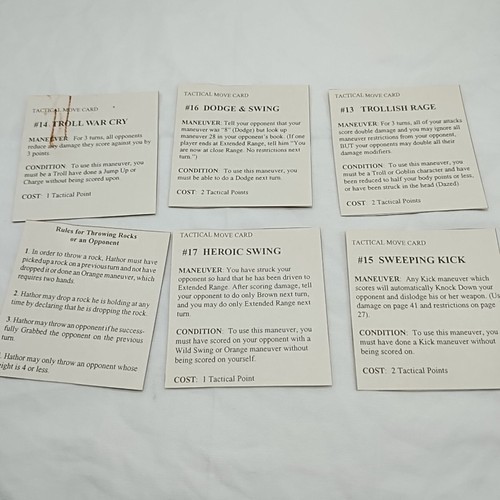 TACTICAL MOVE CARD
#14 TROLL WAR CRY
MANEUVER: For 3 turns, all opponents
reduce any damage they score against you by
3 points.
CONDITION: To use this maneuver, you
must be a Troll have done a Jump Up or
Charge without being scored upon.
COST: 1 Tactical Point
TACTICAL MOVE CARD
#16 DODGE & SWING
MANEUVER: Tell your opponent that your
maneuver was "8" (Dodge) but look up
maneuver 28 in your opponent's book. (If one
player ends at Extended Range, tell him "You
are now at close Range. No restrictions next
turn.")
CONDITION: To use this maneuver, you
must be able to do a Dodge next turn.
COST: 2 Tactical Points
TACTICAL MOVE CARD
#13 TROLLISH RAGE
MANEUVER: For 3 turns, all of your attacks
score double damage and you may ignore all
maneuver restrictions from your opponent,
BUT your opponents may double all their
damage modifiers.
CONDITION: To use this maneuver, you
must be a Troll or Goblin character and have
been reduced to half your body points or less,
or have been struck in the head (Dazed).
COST: 2 Tactical Points
Rules for Throwing Rocks
or an Opponent
1. In order to throw a rock, Hathor must have
picked up a rock on a previous turn and not have
dropped it or done an Orange maneuver, which
requires two hands.
2. Hathor may drop a rock he is holding at any
time by declaring that he is dropping the rock.
3. Hathor may throw an opponent if he success-
fully Grabbed the opponent on the previous
turn.
. Hathor may only throw an opponent whose
eight is 4 or less.
TACTICAL MOVE CARD
#17 HEROIC SWING
MANEUVER: You have struck your
opponent so hard that he has been driven to
Extended Range. After scoring damage, tell
your opponent to do only Brown next turn,
and you may do only Extended Range next
turn.
CONDITION: To use this maneuver, you
must have scored on your opponent with a
Wild Swing or Orange maneuver without
being scored on yourself.
COST: 1 Tactical Point
TACTICAL MOVE CARD
#15 SWEEPING KICK
MANEUVER: Any Kick maneuver which
scores will automatically Knock Down your
opponent and dislodge his or her weapon. (Us
damage on page 41 and restrictions on page
27).
CONDITION: To use this maneuver, you
must have done a Kick maneuver without
being scored on.
COST: 2 Tactical Points